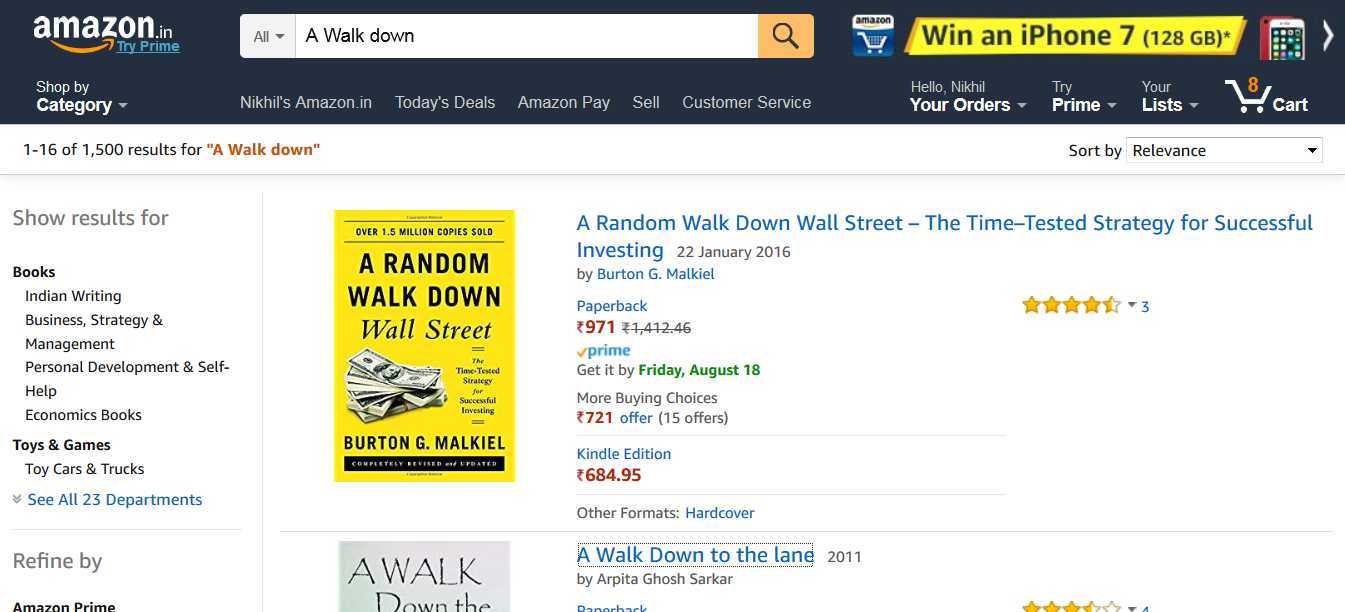 amazon.in
Try Prime
All
A Walk down
amazon
Win an iPhone 7 (128 GB)*
Shop by
Category
Nikhil's Amazon.in
Today's Deals
Amazon Pay
Sell
Customer Service
Hello, Nikhil
Your Orders
Try
Prime
Your
Lists
8
Cart
1-16 of 1,500 results for "A Walk down"
Sort by
Relevance
Show results for
Books
Indian Writing
Business, Strategy &
Management
Personal Development & Self-
Help
Economics Books
Toys & Games
Toy Cars & Trucks
See All 23 Departments
Refine by
Amazon Prime
OVER 1.5 MILLION COPIES SOLD
A RANDOM
WALK DOWN
Wall Street
The
Time-Tested
Strategy
for
Successful
Investing
BURTON G. MALKIEL
COMPLETELY REVISED and UPDATED
A Random Walk Down Wall Street – The Time–Tested Strategy for Successful
Investing 22 January 2016
by Burton G. Malkiel
Paperback
₹971 ₹1,412.46
prime
Get it by Friday, August 18
More Buying Choices
₹721 offer (15 offers)
3
Kindle Edition
₹684.95
Other Formats: Hardcover
A WALK
Down the
A Walk Down to the lane 2011
by Arpita Ghosh Sarkar
Paperback
4